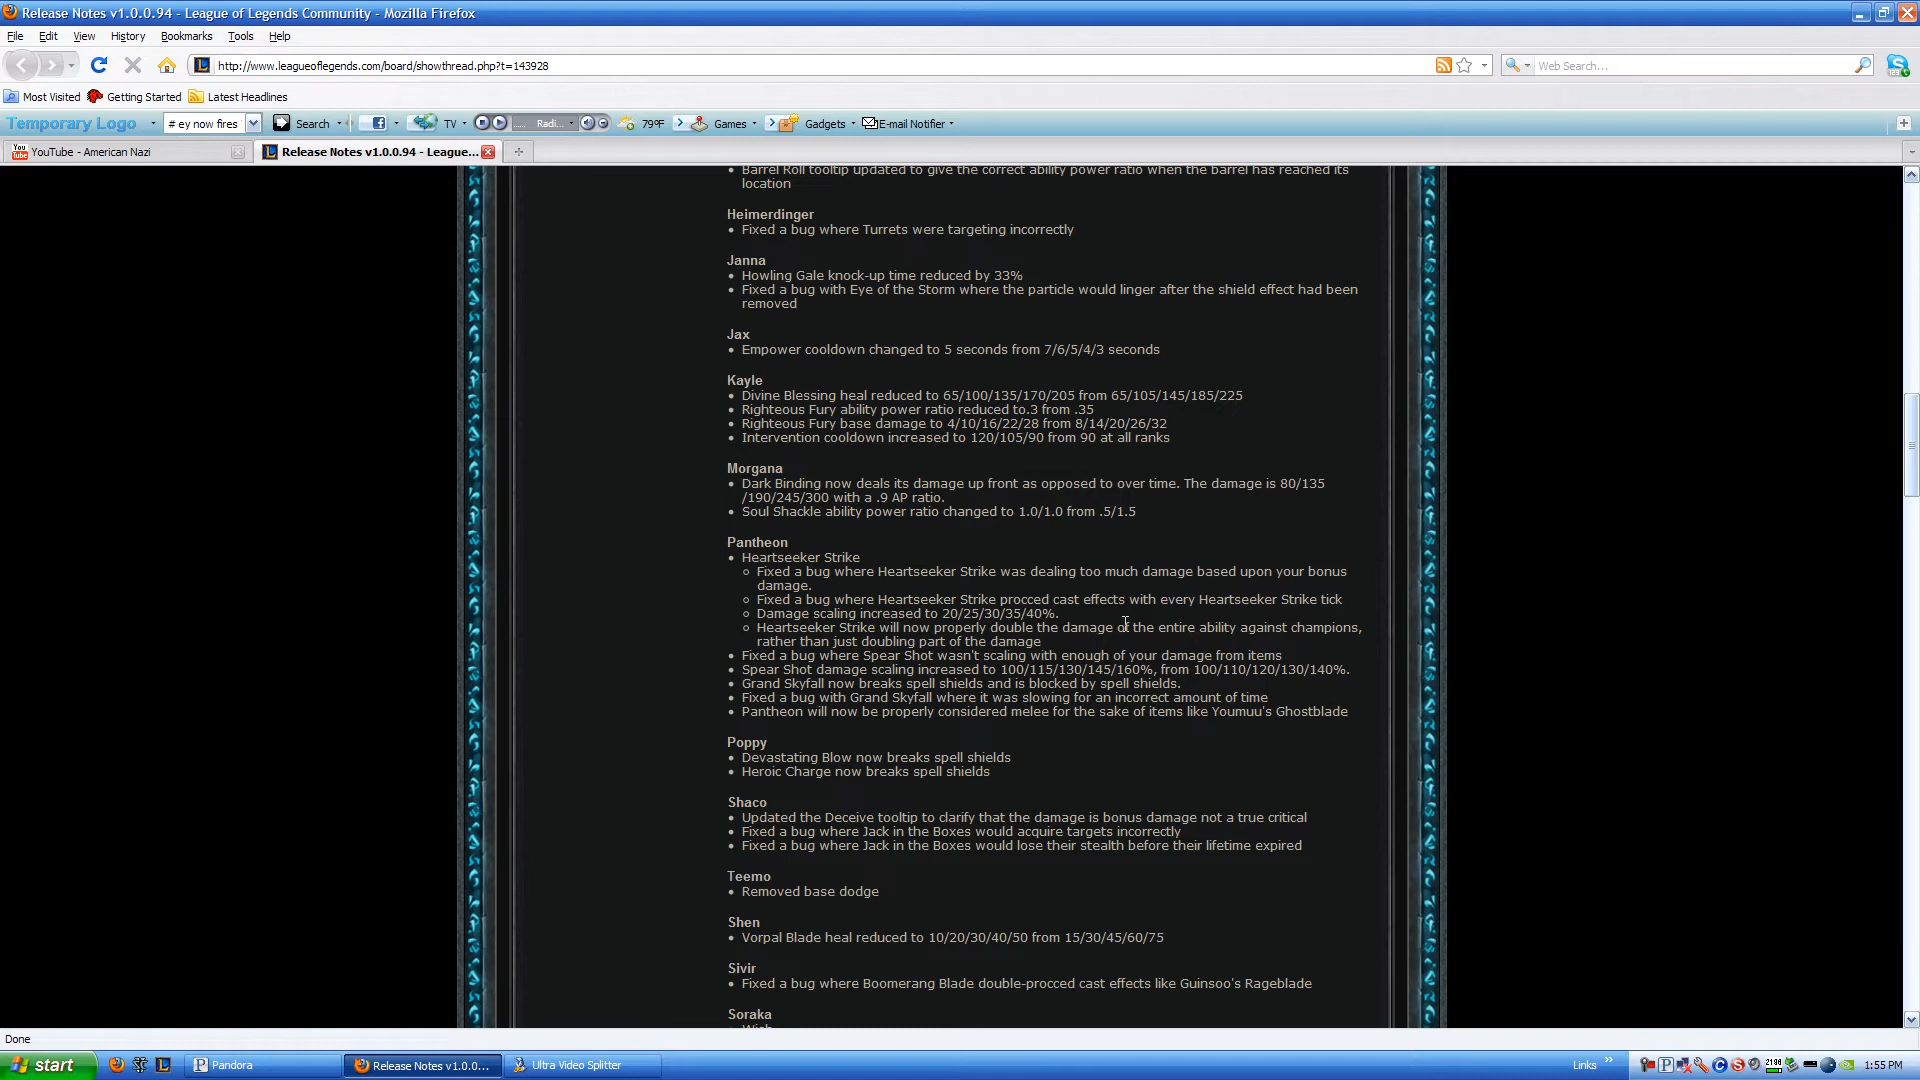 Release Notes v1.0.0.94 - League of Legends Community - Mozilla Firefox
File Edit View History Bookmarks Tools Help
http://www.leagueoflegends.com/board/showthread.php?t=143928
Web Search...
Most Visited Getting Started Latest Headlines
Temporary Logo # ey now fires Search TV Radi... 79°F Games Gadgets E-mail Notifier
YouTube - American Nazi Release Notes v1.0.0.94 - League...
• Barrel Roll tooltip updated to give the correct ability power ratio when the barrel has reached its
location
Heimerdinger
• Fixed a bug where Turrets were targeting incorrectly
Janna
• Howling Gale knock-up time reduced by 33%
• Fixed a bug with Eye of the Storm where the particle would linger after the shield effect had been
removed
Jax
• Empower cooldown changed to 5 seconds from 7/6/5/4/3 seconds
Kayle
• Divine Blessing heal reduced to 65/100/135/170/205 from 65/105/145/185/225
• Righteous Fury ability power ratio reduced to.3 from .35
• Righteous Fury base damage to 4/10/16/22/28 from 8/14/20/26/32
• Intervention cooldown increased to 120/105/90 from 90 at all ranks
Morgana
• Dark Binding now deals its damage up front as opposed to over time. The damage is 80/135
/190/245/300 with a .9 AP ratio.
• Soul Shackle ability power ratio changed to 1.0/1.0 from .5/1.5
Pantheon
• Heartseeker Strike
Fixed a bug where Heartseeker Strike was dealing too much damage based upon your bonus
damage.
Fixed a bug where Heartseeker Strike procced cast effects with every Heartseeker Strike tick
Damage scaling increased to 20/25/30/35/40%.
Heartseeker Strike will now properly double the damage of the entire ability against champions,
rather than just doubling part of the damage
• Fixed a bug where Spear Shot wasn't scaling with enough of your damage from items
• Spear Shot damage scaling increased to 100/115/130/145/160%, from 100/110/120/130/140%.
• Grand Skyfall now breaks spell shields and is blocked by spell shields.
• Fixed a bug with Grand Skyfall where it was slowing for an incorrect amount of time
• Pantheon will now be properly considered melee for the sake of items like Youmuu's Ghostblade
Poppy
• Devastating Blow now breaks spell shields
• Heroic Charge now breaks spell shields
Shaco
• Updated the Deceive tooltip to clarify that the damage is bonus damage not a true critical
• Fixed a bug where Jack in the Boxes would acquire targets incorrectly
• Fixed a bug where Jack in the Boxes would lose their stealth before their lifetime expired
Teemo
• Removed base dodge
Shen
• Vorpal Blade heal reduced to 10/20/30/40/50 from 15/30/45/60/75
Sivir
• Fixed a bug where Boomerang Blade double-procced cast effects like Guinsoo's Rageblade
Soraka
• Wish
Done
start Pandora Release Notes v1.0.0... Ultra Video Splitter Links 1:55 PM